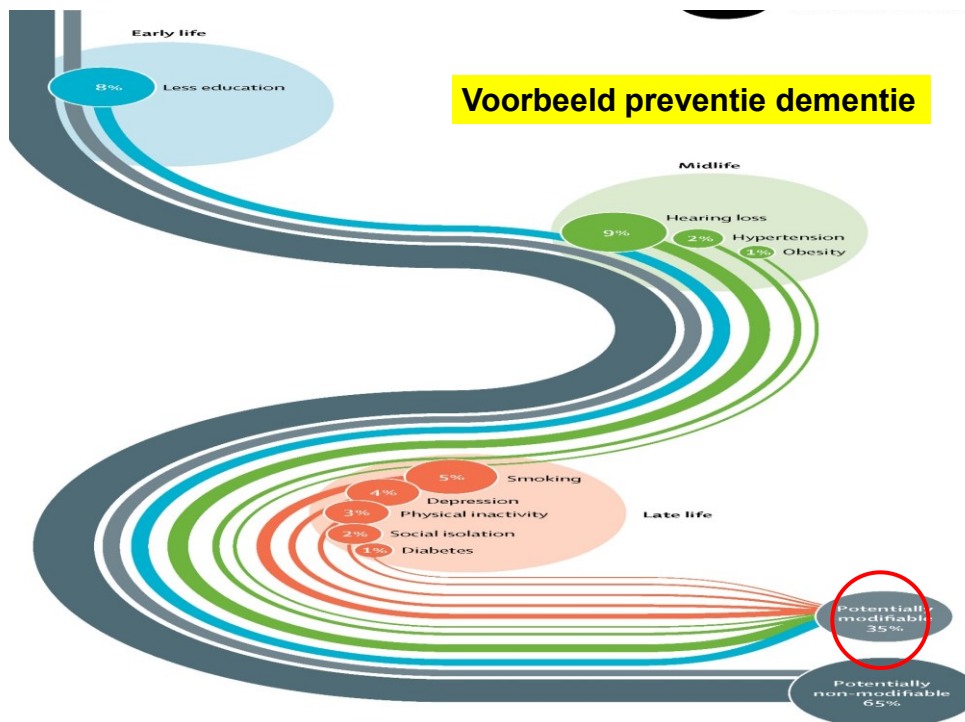 Early life
8%
Less education
Voorbeeld preventie dementie
Midlife
Hearing loss
9%
2%
Hypertension
1%
Obesity
5%
Smoking
4%
Depression
3%
Physical inactivity
Late life
2%
Social isolation
1%
Diabetes
Potentially
modifiable
35%
Potentially
non-modifiable
65%